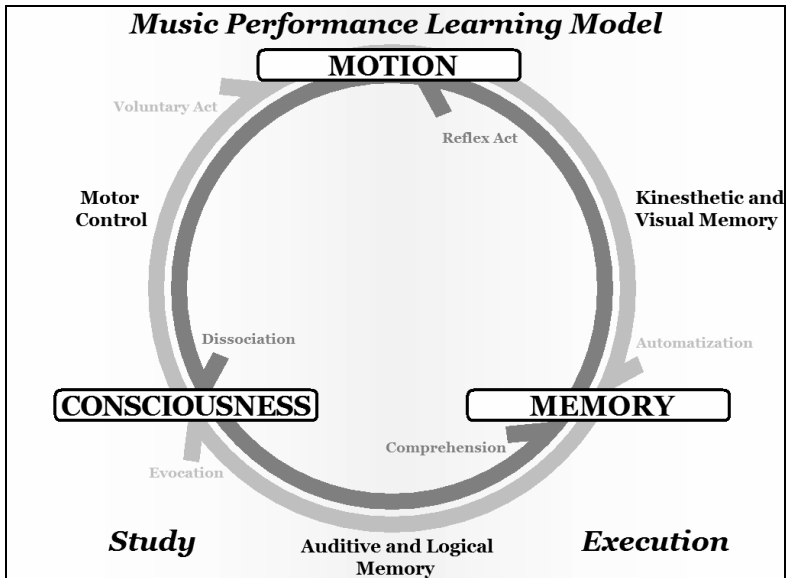 Music Performance Learning Model
MOTION
Voluntary Act
Reflex Act
Motor
Control
Kinesthetic and
Visual Memory
Dissociation
Automatization
CONSCIOUSNESS
MEMORY
Comprehension
Evocation
Study
Auditive and Logical
Memory
Execution